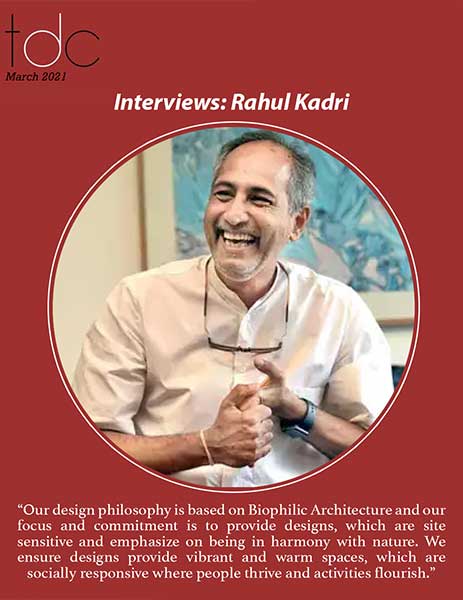 tdc
March 2021
Interviews: Rahul Kadri
“Our design philosophy is based on Biophilic Architecture and our
focus and commitment is to provide designs, which are site
sensitive and emphasize on being in harmony with nature. We
ensure designs provide vibrant and warm spaces, which are
socially responsive where people thrive and activities flourish.”